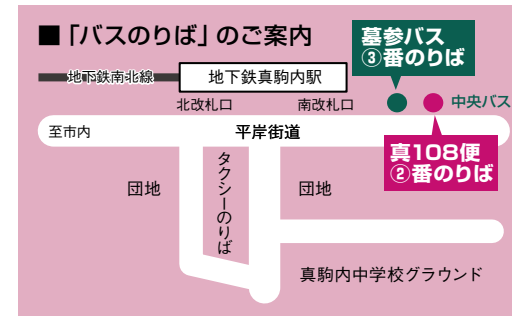 ■「バスのりば」のご案内
墓参バス
③番のりば
地下鉄南北線
地下鉄真駒内駅
北改札口
南改札口
中央バス
至市内
平岸街道
真108便
②番のりば
団地
タクシーのりば
団地
真駒内中学校グラウンド